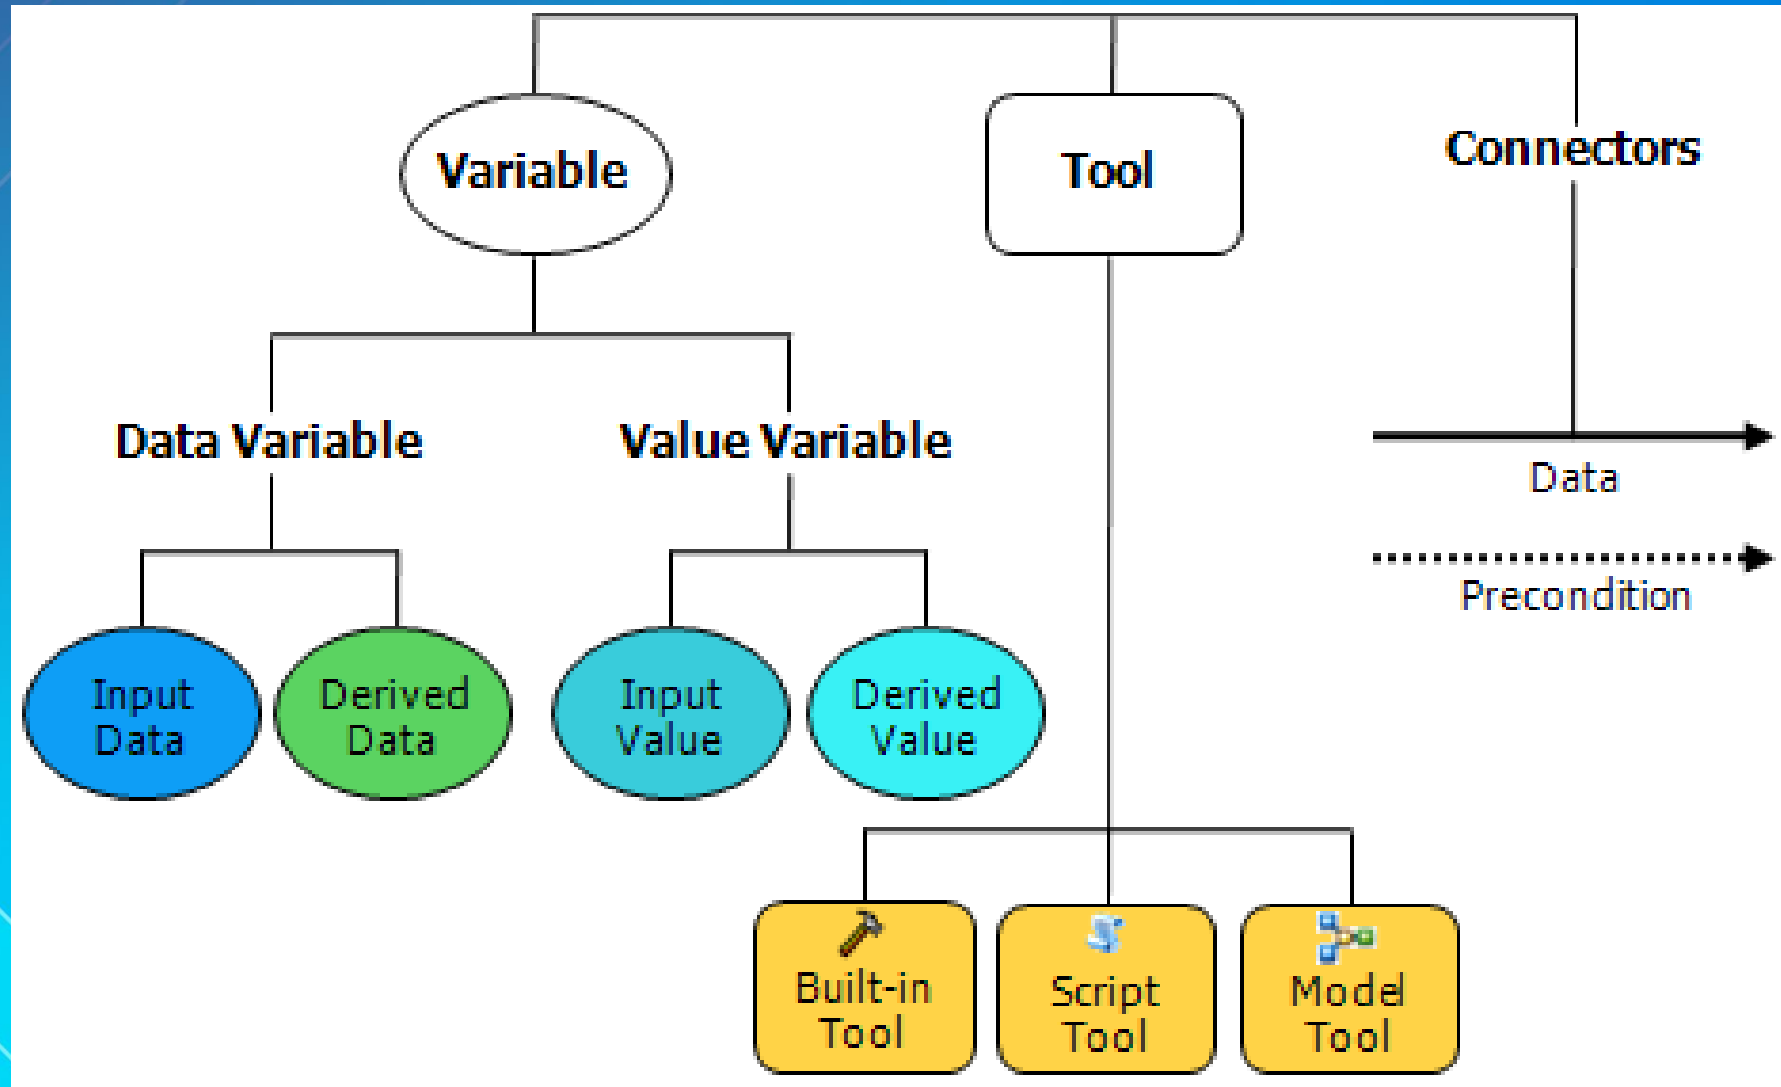 Variable
Tool
Connectors
Data Variable
Value Variable
Data
Precondition
Input
Data
Derived
Data
Input
Value
Derived
Value
Built-in
Tool
Script
Tool
Model
Tool